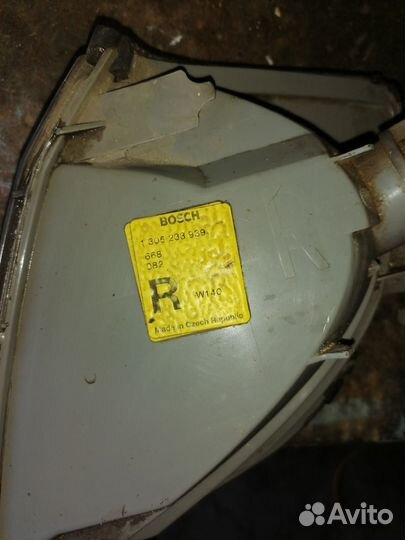 BOSCH
1 305 233 939
668
082
R
W140
Made in Czech Republic
R
Avito